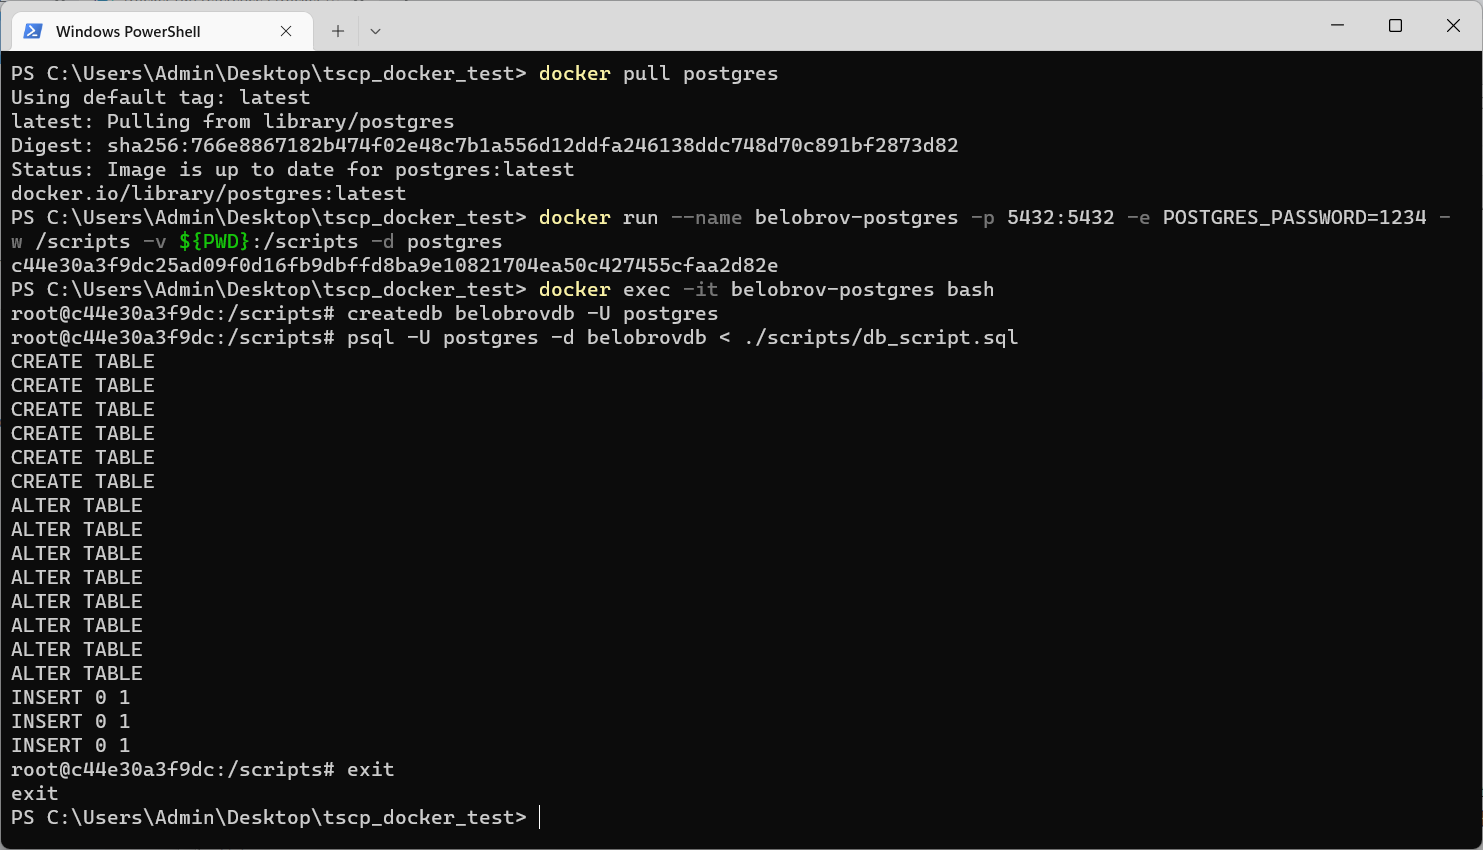 Windows PowerShell
PS C:\Users\Admin\Desktop\tscp_docker_test> docker pull postgres
Using default tag: latest
latest: Pulling from library/postgres
Digest: sha256:766e8867182b474f02e48c7b1a556d12ddfa246138ddc748d70c891bf2873d82
Status: Image is up to date for postgres:latest
docker.io/library/postgres:latest
PS C:\Users\Admin\Desktop\tscp_docker_test> docker run --name belobrov-postgres -p 5432:5432 -e POSTGRES_PASSWORD=1234 -
w /scripts -v ${PWD}:/scripts -d postgres
c44e30a3f9dc25ad09f0d16fb9dbffd8ba9e10821704ea50c427455cfaa2d82e
PS C:\Users\Admin\Desktop\tscp_docker_test> docker exec -it belobrov-postgres bash
root@c44e30a3f9dc:/scripts# createdb belobrovdb -U postgres
root@c44e30a3f9dc:/scripts# psql -U postgres -d belobrovdb < ./scripts/db_script.sql
CREATE TABLE
CREATE TABLE
CREATE TABLE
CREATE TABLE
CREATE TABLE
CREATE TABLE
ALTER TABLE
ALTER TABLE
ALTER TABLE
ALTER TABLE
ALTER TABLE
ALTER TABLE
ALTER TABLE
ALTER TABLE
INSERT 0 1
INSERT 0 1
INSERT 0 1
root@c44e30a3f9dc:/scripts# exit
exit
PS C:\Users\Admin\Desktop\tscp_docker_test>